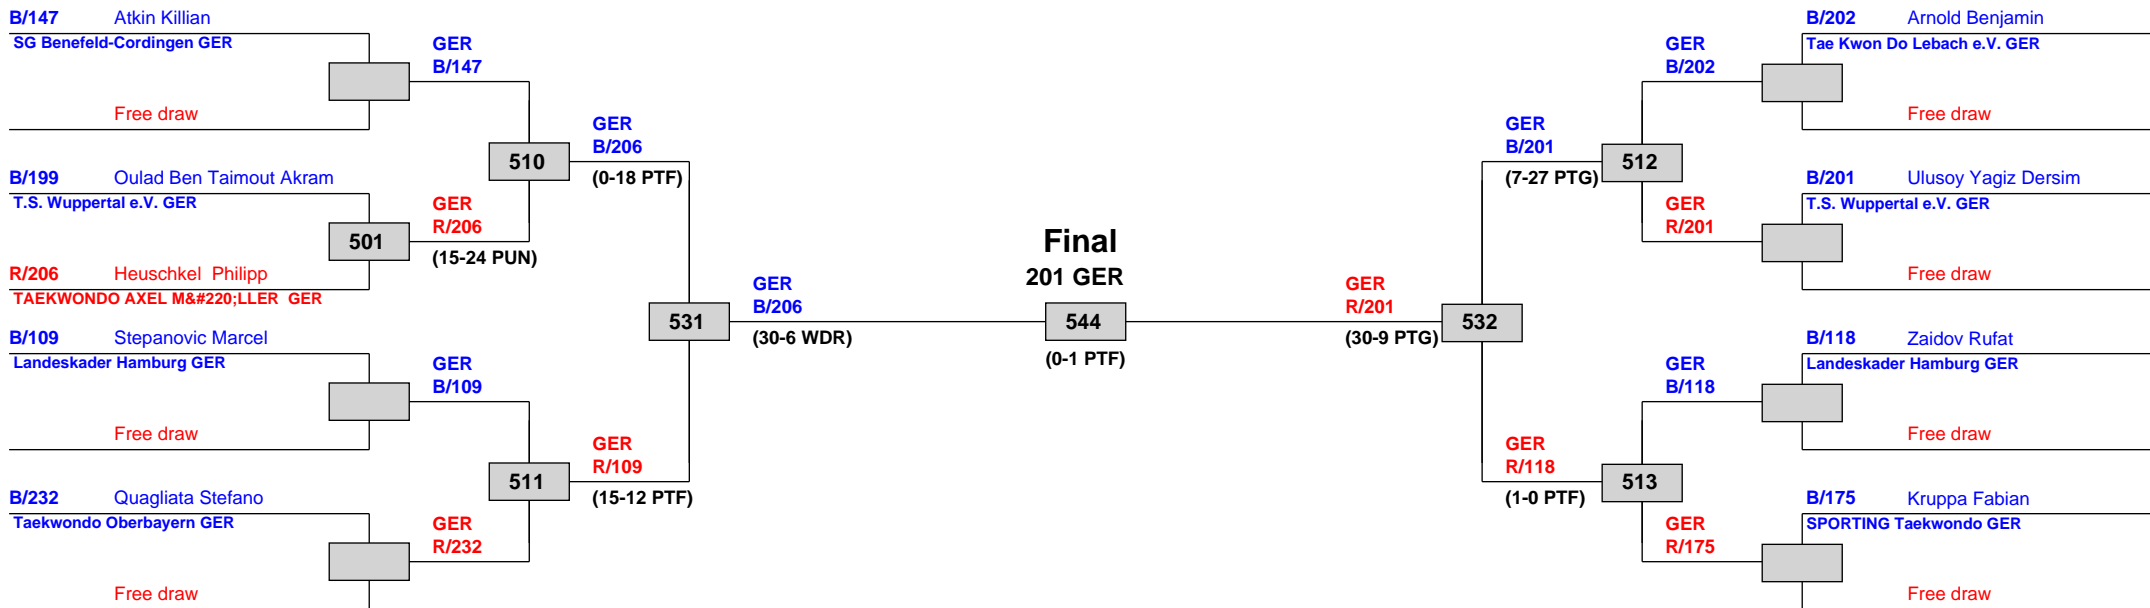 B/147 Atkin Killian
SG Benefeld-Cordingen GER
GER
B/147
Free draw
B/199 Oulad Ben Taimout Akram
T.S. Wuppertal e.V. GER
501
GER
R/206
(15-24 PUN)
R/206 Heuschkel Philipp
TAEKWONDO AXEL M&#220;LLER GER
510
GER
B/206
(0-18 PTF)
B/109 Stepanovic Marcel
Landeskader Hamburg GER
GER
B/109
Free draw
511
GER
R/109
(15-12 PTF)
B/232 Quagliata Stefano
Taekwondo Oberbayern GER
GER
R/232
Free draw
531
GER
B/206
(30-6 WDR)
Final
201 GER
544
(0-1 PTF)
GER
R/201
(30-9 PTG)
532
GER
B/201
(7-27 PTG)
512
GER
B/202
B/202 Arnold Benjamin
Tae Kwon Do Lebach e.V. GER
Free draw
GER
R/201
B/201 Ulusoy Yagiz Dersim
T.S. Wuppertal e.V. GER
Free draw
GER
R/118
(1-0 PTF)
513
GER
B/118
B/118 Zaidov Rufat
Landeskader Hamburg GER
Free draw
GER
R/175
B/175 Kruppa Fabian
SPORTING Taekwondo GER
Free draw